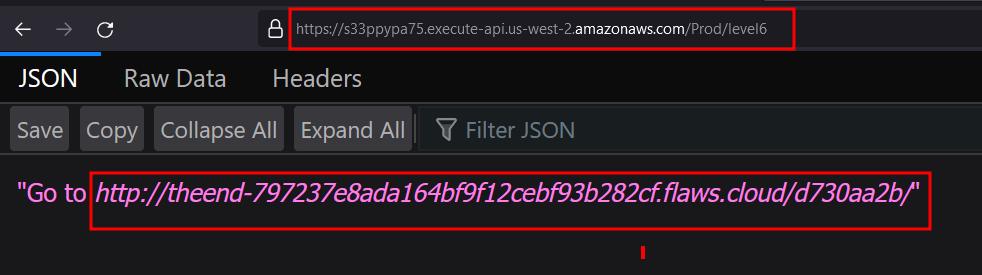 https://s33ppypa75.execute-api.us-west-2.amazonaws.com/Prod/level6
JSON Raw Data Headers
Save Copy Collapse All Expand All Filter JSON
"Go to http://theend-797237e8ada164bf9f12cebf93b282cf.flaws.cloud/d730aa2b/"